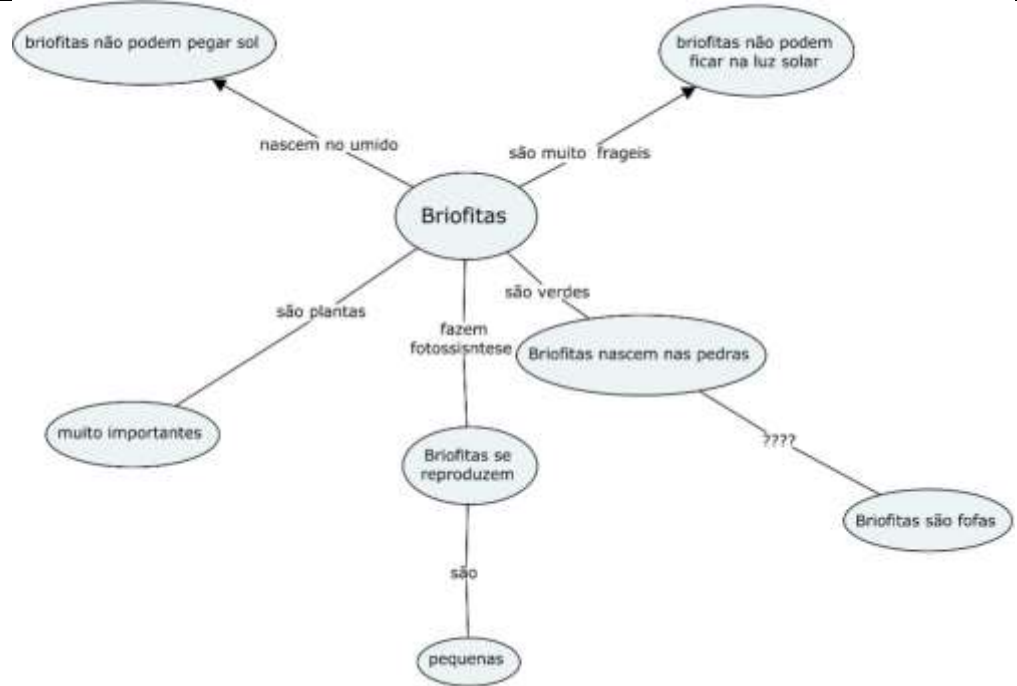 briofitas não podem pegar sol
briofitas não podem
ficar na luz solar
nascem no umido
são muito frageis
Briofitas
são plantas
são verdes
fazem
fotossisntese
Briofitas nascem nas pedras
muito importantes
Briofitas se
reproduzem
????
Briofitas são fofas
são
pequenas